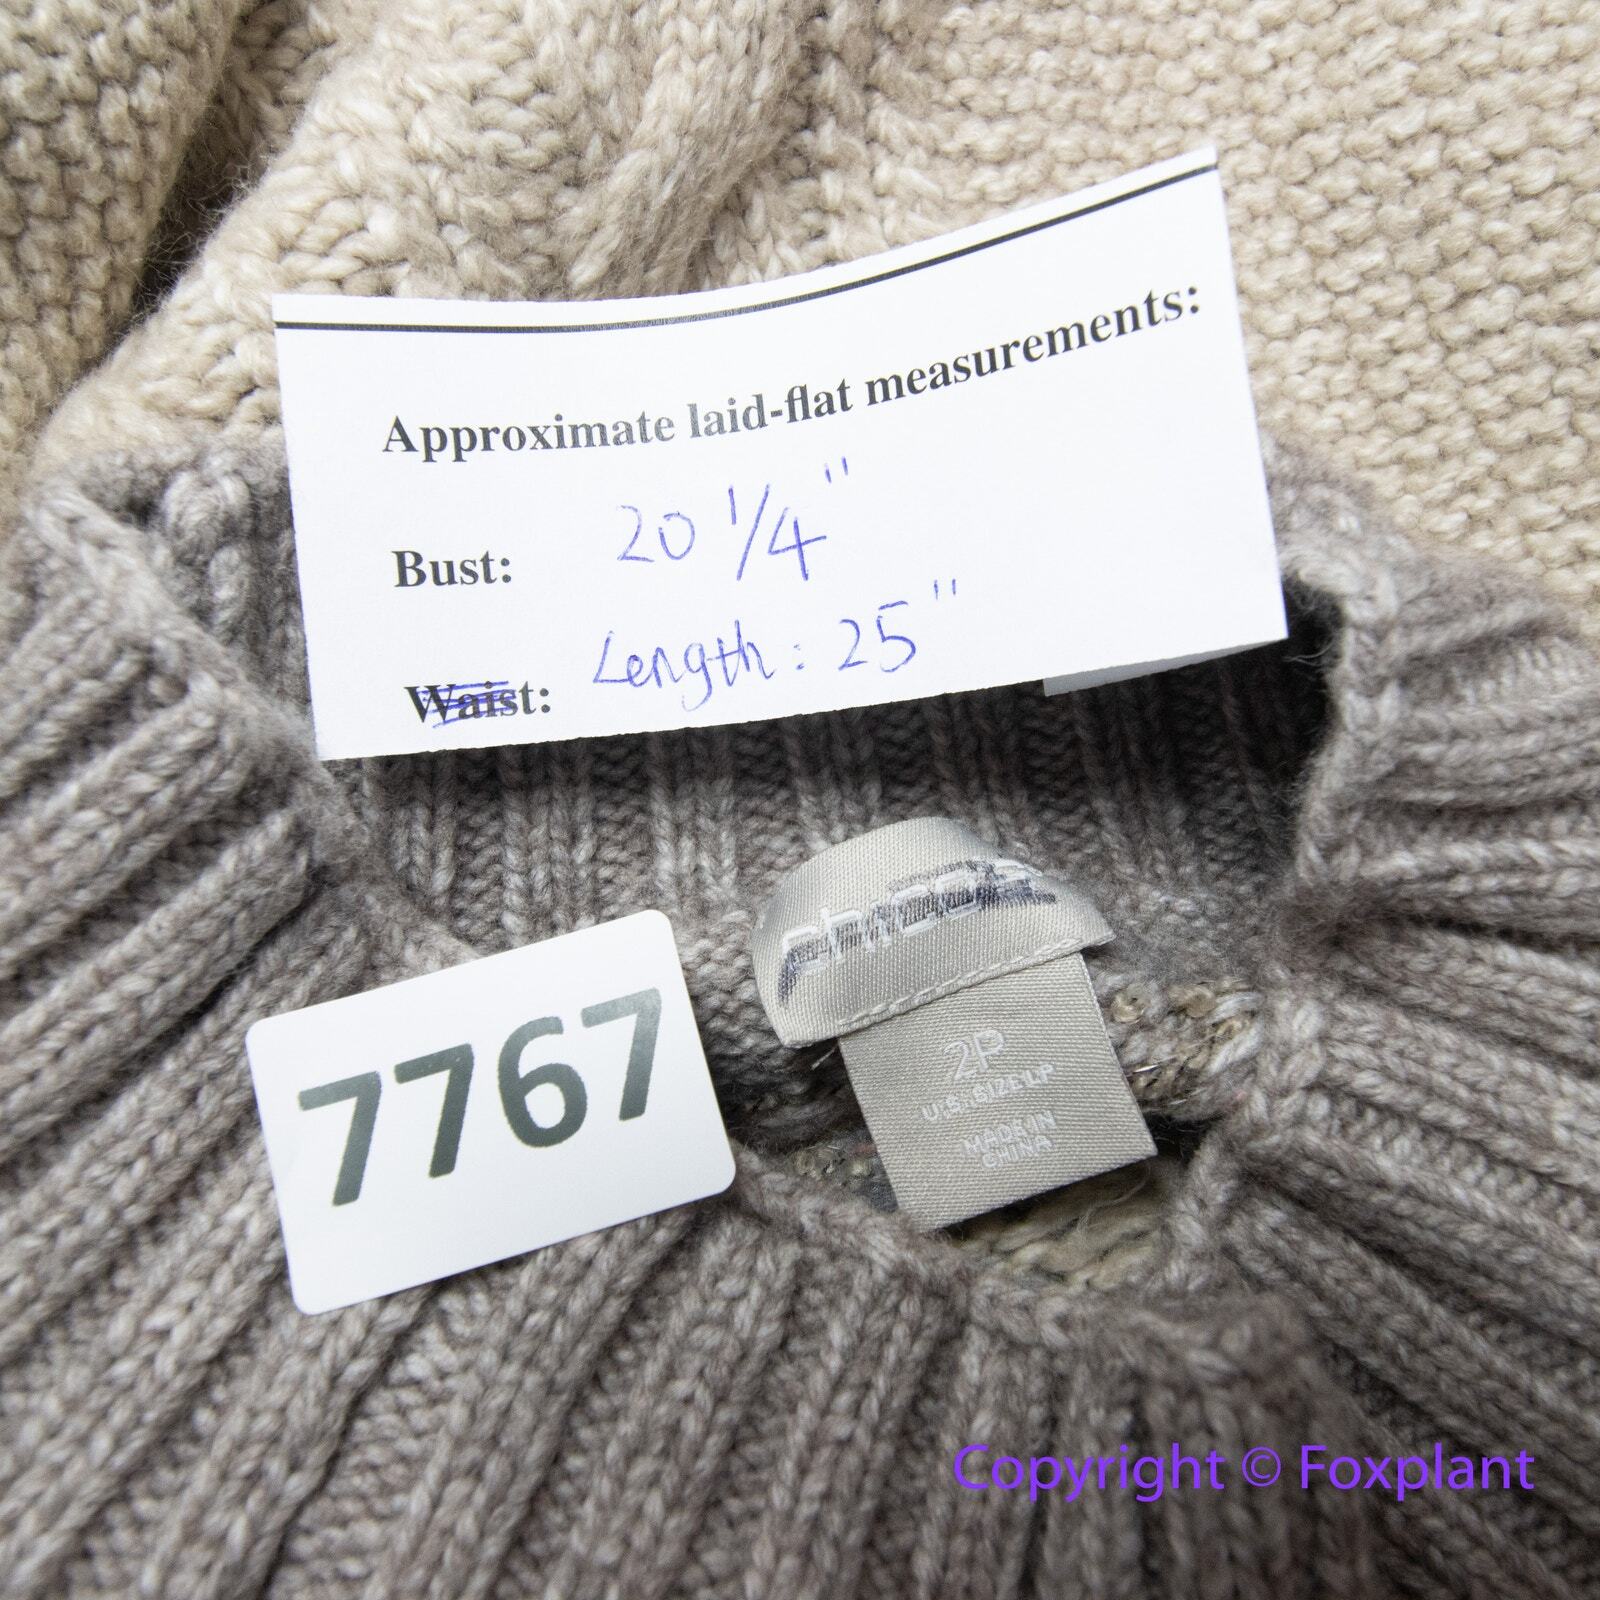 Approximate laid-flat measurements:
Bust: 20 1/4"
Waist: Length: 25"
7767
2P
U.S. SIZE LP
MADE IN
CHINA
Copyright © Foxplant